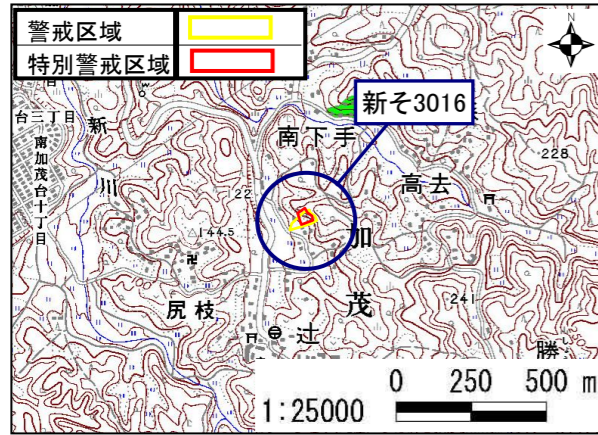 警戒区域
特別警戒区域
N
新そ3016
台三丁目
南加茂台十丁目
新
川
南下手
高去
228
22
144.5
加
茂
241
尻枝
辻
勝
0 250 500 m
1:25000